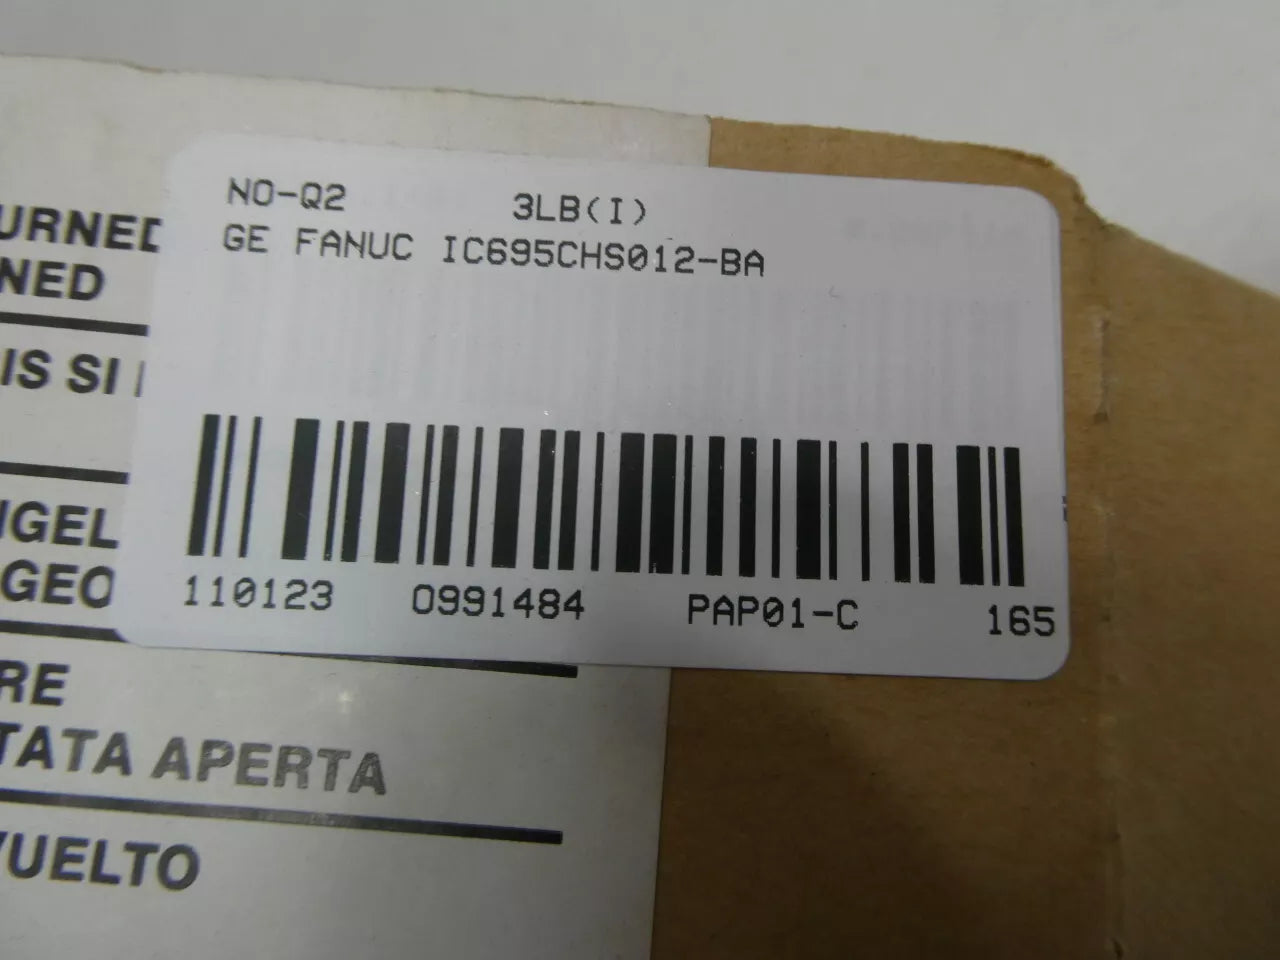 NO-Q2 3LB(I)
GE FANUC IC695CHS012-BA
110123 0991484 PAP01-C 165
URNED
NED
IS SI
GEL
GEO
RE
TATA APERTA
VUELTO